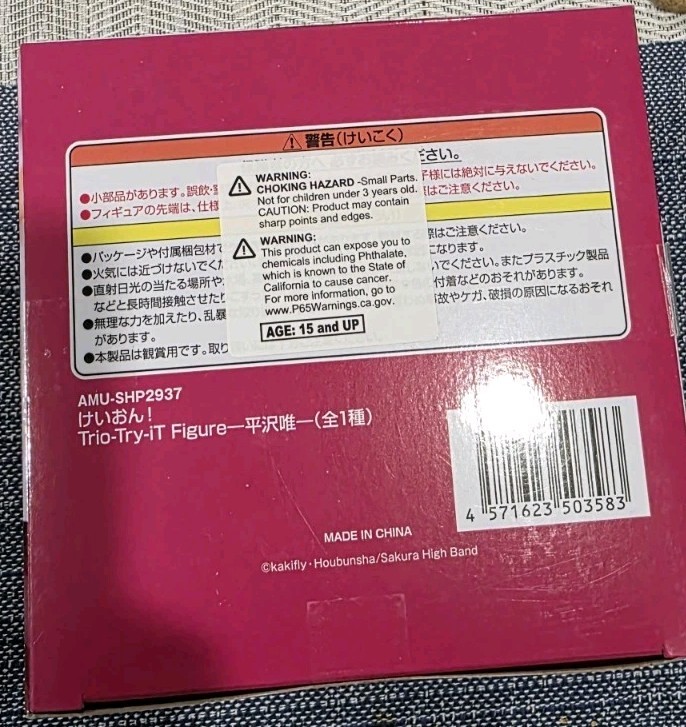 警告(けいこく)
ださい。
●小部品があります。誤飲・窒
子様には絶対に与えないでください。
●フィギュアの先端は、仕様
はご注意ください。
WARNING:
CHOKING HAZARD -Small Parts.
Not for children under 3 years old.
CAUTION: Product may contain
sharp points and edges.
WARNING:
This product can expose you to
chemicals including Phthalate,
which is known to the State of
California to cause cancer.
For more information, go to
www.P65Warnings.ca.gov.
AGE: 15 and UP
●パッケージや付属梱包材で
際はご注意ください。
●火気には近づけないでくだ
になります。
●直射日光の当たる場所や
いでください。またプラスチック製品
などと長時間接触させたり
付着などのおそれがあります。
●無理な力を加えたり、乱暴
故やケガ、破損の原因になるおそれ
があります。
●本製品は観賞用です。取り
AMU-SHP2937
けいおん!
Trio-Try-iT Figure―平沢唯―(全1種)
4 571623 503583
MADE IN CHINA
©kakifly・Houbunsha/Sakura High Band